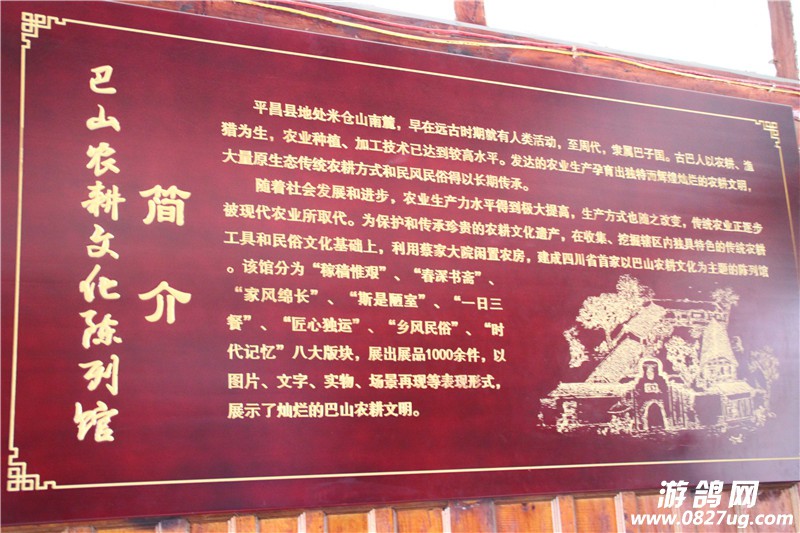 巴山农耕文化陈列馆
简介
平昌县地处米仓山南麓，早在远古时期就有人类活动，至周代，隶属巴子国。古巴人以农耕、渔
猎为生，农业种植、加工技术已达到较高水平。发达的农业生产孕育出独特而辉煌灿烂的农耕文明，
大量原生态传统农耕方式和民风民俗得以长期传承。
随着社会发展和进步，农业生产力水平得到极大提高，生产方式也随之改变，传统农业正逐步
被现代农业所取代。为保护和传承珍贵的农耕文化遗产，在收集、挖掘辖区内独具特色的传统农耕
工具和民俗文化基础上，利用蔡家大院闲置农房，建成四川省首家以巴山农耕文化为主题的陈列馆
。该馆分为“稼穑惟艰”、“春深书斋”、
“家风绵长”、“斯是陋室”、“一日三
餐”、“匠心独运”、“乡风民俗”、“时
代记忆”八大版块，展出展品1000余件，以
图片、文字、实物、场景再现等表现形式，
展示了灿烂的巴山农耕文明。
游鸽网
www.0827ug.com